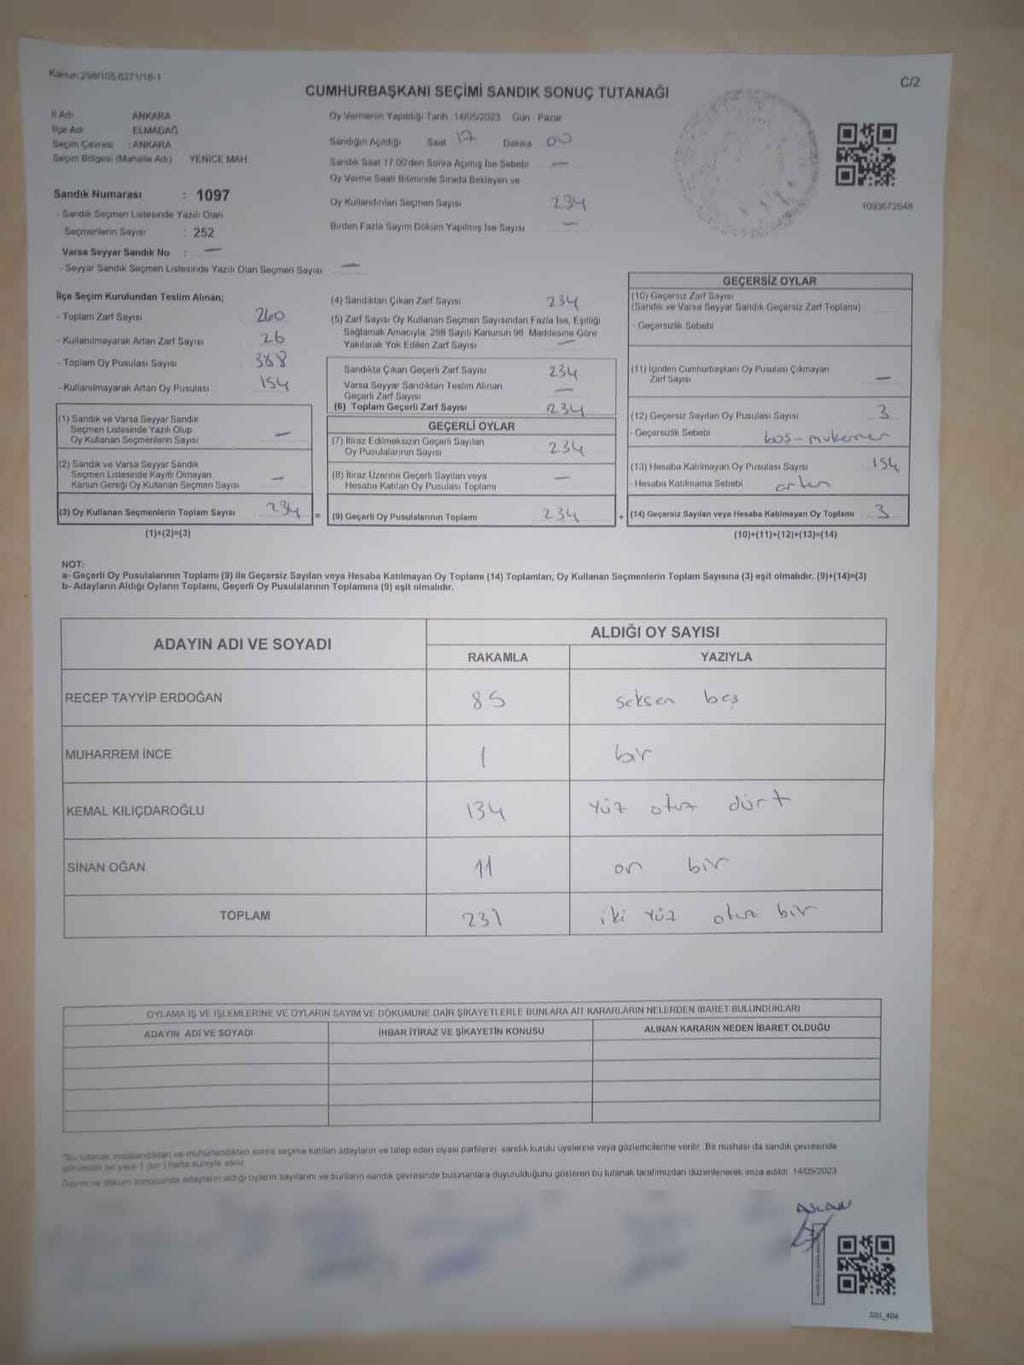 Kanun 298/105,6271/16-1
C/2
CUMHURBAŞKANI SEÇİMİ SANDIK SONUÇ TUTANAĞI
İl Adı ANKARA
İlçe Adı ELMADAĞ
Seçim Çevresi : ANKARA
Seçim Bölgesi (Mahalle Adı) YENİCE MAH.
Sandık Numarası : 1097
- Sandık Seçmen Listesinde Yazılı Olan
Seçmenlerin Sayısı : 252
Varsa Seyyar Sandık No : —
- Seyyar Sandık Seçmen Listesinde Yazılı Olan Seçmen Sayısı —
Oy Vermenin Yapıldığı Tarih :14/05/2023 Gün Pazar
Sandığın Açıldığı Saat 17 Dakika 00
Sandık Saat 17.00'den Sonra Açılmış İse Sebebi —
Oy Verme Saati Bitiminde Sırada Bekleyen ve
Oy Kullandırılan Seçmen Sayısı 234
Birden Fazla Sayım Döküm Yapılmış İse Sayısı —
1093672648
İlçe Seçim Kurulundan Teslim Alınan;
- Toplam Zarf Sayısı 260
- Kullanılmayarak Artan Zarf Sayısı 26
- Toplam Oy Pusulası Sayısı 388
- Kullanılmayarak Artan Oy Pusulası 154
(1) Sandık ve Varsa Seyyar Sandık
Seçmen Listesinde Yazılı Olup
Oy Kullanan Seçmenlerin Sayısı —
(2) Sandık ve Varsa Seyyar Sandık
Seçmen Listesinde Kayıtlı Olmayan
Kanun Gereği Oy Kullanan Seçmen Sayısı —
(3) Oy Kullanan Seçmenlerin Toplam Sayısı 234
(1)+(2)=(3)
(4) Sandıktan Çıkan Zarf Sayısı 234
(5) Zarf Sayısı Oy Kullanan Seçmen Sayısından Fazla İse, Eşitliği
Sağlamak Amacıyla, 298 Sayılı Kanunun 98. Maddesine Göre
Yakılarak Yok Edilen Zarf Sayısı —
Sandıkta Çıkan Geçerli Zarf Sayısı 234
Varsa Seyyar Sandıktan Teslim Alınan
Geçerli Zarf Sayısı —
(6) Toplam Geçerli Zarf Sayısı 234
GEÇERLİ OYLAR
(7) İtiraz Edilmeksizin Geçerli Sayılan
Oy Pusulalarının Sayısı 234
(8) İtiraz Üzerine Geçerli Sayılan veya
Hesaba Katılan Oy Pusulası Toplamı —
= (9) Geçerli Oy Pusulalarının Toplamı 234
GEÇERSİZ OYLAR
(10) Geçersiz Zarf Sayısı
(Sandık ve Varsa Seyyar Sandık Geçersiz Zarf Toplamı)
- Geçersizlik Sebebi
(11) İçinden Cumhurbaşkanı Oy Pusulası Çıkmayan
Zarf Sayısı —
(12) Geçersiz Sayılan Oy Pusulası Sayısı 3
- Geçersizlik Sebebi boş-mükerrer
(13) Hesaba Katılmayan Oy Pusulası Sayısı 154
- Hesaba Katılmama Sebebi artan
+ (14) Geçersiz Sayılan veya Hesaba Katılmayan Oy Toplamı 3
(10)+(11)+(12)+(13)=(14)
NOT:
a- Geçerli Oy Pusulalarının Toplamı (9) ile Geçersiz Sayılan veya Hesaba Katılmayan Oy Toplamı (14) Toplamları, Oy Kullanan Seçmenlerin Toplam Sayısına (3) eşit olmalıdır. (9)+(14)=(3)
b- Adayların Aldığı Oyların Toplamı, Geçerli Oy Pusulalarının Toplamına (9) eşit olmalıdır.
ADAYIN ADI VE SOYADI
ALDIĞI OY SAYISI
RAKAMLA YAZIYLA
RECEP TAYYİP ERDOĞAN 85 seksen beş
MUHARREM İNCE 1 bir
KEMAL KILIÇDAROĞLU 134 yüz otuz dört
SİNAN OĞAN 11 on bir
TOPLAM 231 iki yüz otuz bir
OYLAMA İŞ VE İŞLEMLERİNE VE OYLARIN SAYIM VE DÖKÜMÜNE DAİR ŞİKAYETLERLE BUNLARA AİT KARARLARIN NELERDEN İBARET BULUNDUKLARI
ADAYIN ADI VE SOYADI İHBAR İTİRAZ VE ŞİKAYETİN KONUSU ALINAN KARARIN NEDEN İBARET OLDUĞU
*Bu tutanak imzalandıktan ve mühürlendikten sonra seçime katılan adayların ve talep eden siyasi partilerin sandık kurulu üyelerine veya gözlemcilerine verilir. Bir nüshası da sandık çevresinde
görülecek bir yere 1 (bir) hafta süreyle asılır.
Seçim ve döküm sonucunda adayların aldığı oyların sayılarını ve bunların sandık çevresinde bulunanlara duyurulduğunu gösteren bu tutanak tarafımızdan düzenlenerek imza edildi. 14/05/2023
ASLAN